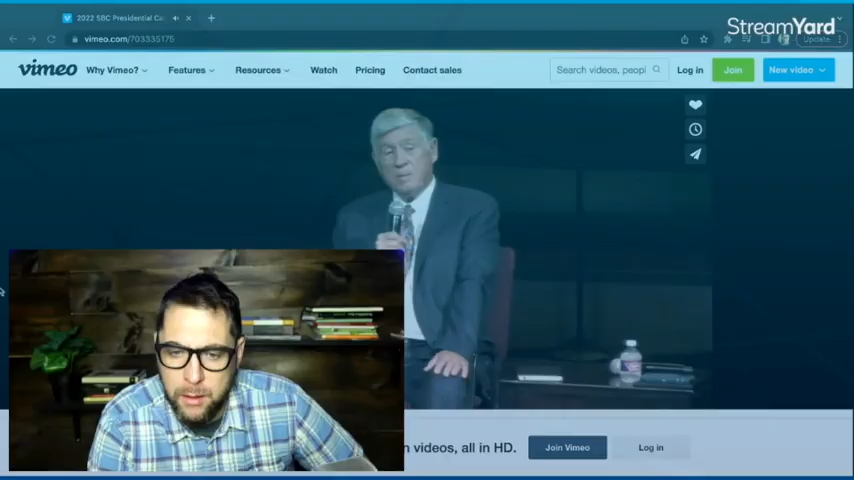 StreamYard
2022 SBC Presidential Ca
vimeo.com/703335175
Update
vimeo Why Vimeo? Features Resources Watch Pricing Contact sales Search videos, peopl Log in Join New video
n videos, all in HD. Join Vimeo Log in